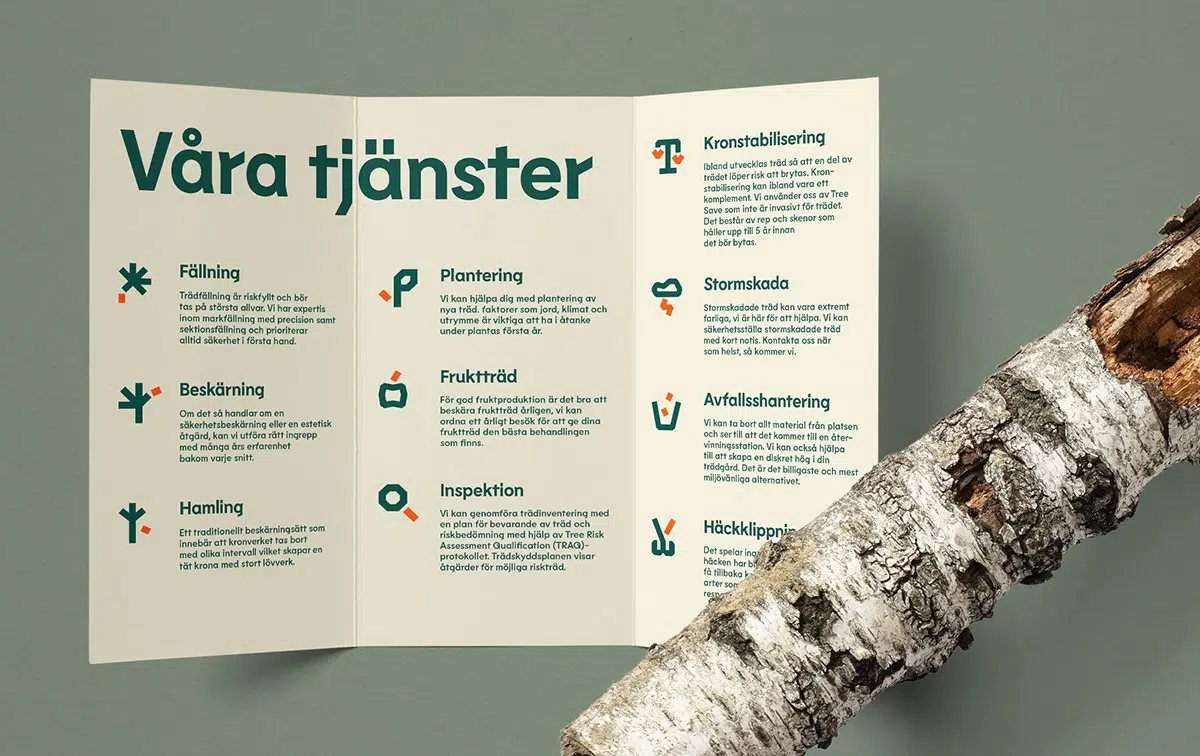 Våra tjänster
Fällning
Trädfällning är riskfyllt och bör
tas på största allvar. Vi har expertis
inom markfällning med precision samt
sektionsfällning och prioriterar
alltid säkerhet i första hand.
Beskärning
Om det så handlar om en
säkerhetsbeskärning eller en estetisk
åtgärd, kan vi utföra rätt ingrepp
med många års erfarenhet
bakom varje snitt.
Hamling
Ett traditionellt beskärningsätt som
innebär att kronverket tas bort
med olika intervall vilket skapar en
tät krona med stort lövverk.
Plantering
Vi kan hjälpa dig med plantering av
nya träd. faktorer som jord, klimat och
utrymme är viktiga att ha i åtanke
under plantas första år.
Fruktträd
För god fruktproduktion är det bra att
beskära fruktträd årligen, vi kan
ordna ett årligt besök för att ge dina
fruktträd den bästa behandlingen
som finns.
Inspektion
Vi kan genomföra trädinventering med
en plan för bevarande av träd och
riskbedömning med hjälp av Tree Risk
Assessment Qualification (TRAQ)-
protokollet. Trädskyddsplanen visar
åtgärder för möjliga riskträd.
Kronstabilisering
Ibland utvecklas träd så att en del av
trädet löper risk att brytas. Kron-
stabilisering kan ibland vara ett
komplement. Vi använder oss av Tree
Save som inte är invasivt för trädet.
Det består av rep och skenor som
håller upp till 5 år innan
det bör bytas.
Stormskada
Stormskadade träd kan vara extremt
farliga, vi är här för att hjälpa. Vi kan
säkerhetsställa stormskadade träd
med kort notis. Kontakta oss när
som helst, så kommer vi.
Avfallsshantering
Vi kan ta bort allt material från platsen
och ser till att det kommer till en åter-
vinningsstation. Vi kan också hjälpa
till att skapa en diskret hög i din
trädgård. Det är det billigaste och mest
miljövänliga alternativet.
Häckklippnin
Det spelar
häcken har
få tillbaka
arter som